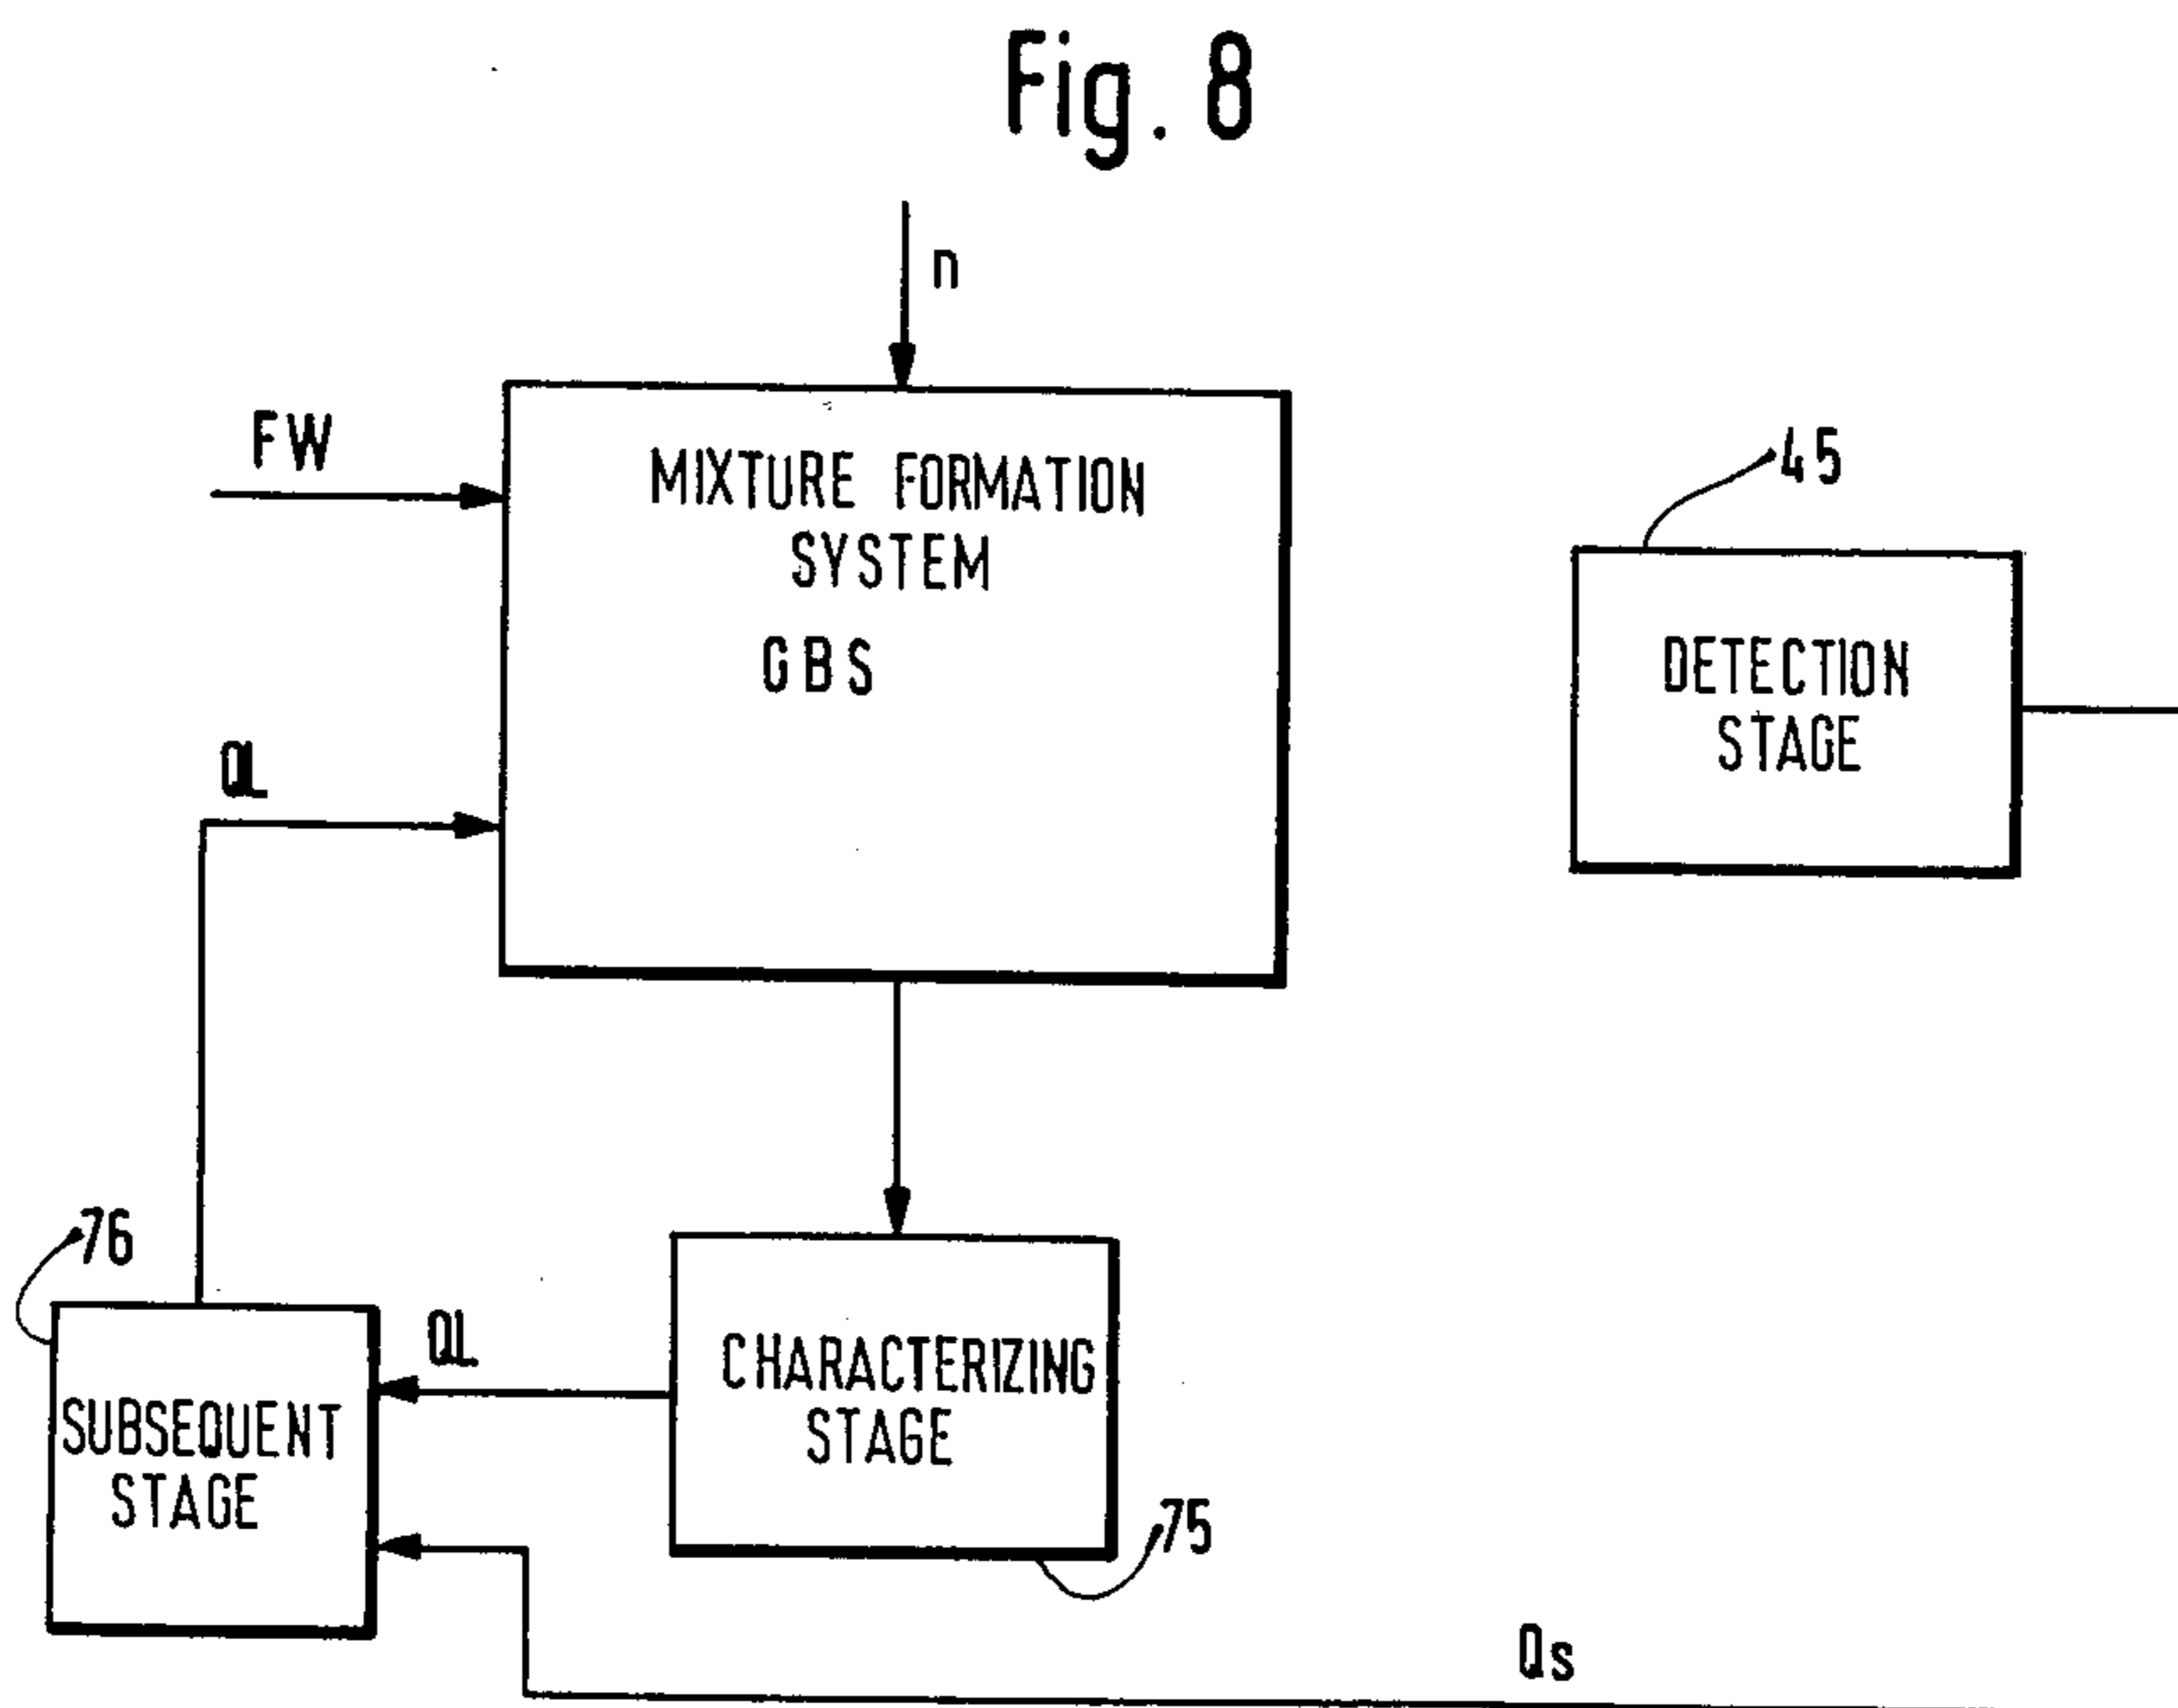 Fig. 8
n
FW
MIXTURE FORMATION
SYSTEM
GBS
45
DETECTION
STAGE
QL
76
SUBSEQUENT
STAGE
QL
CHARACTERIZING
STAGE
75
Qs